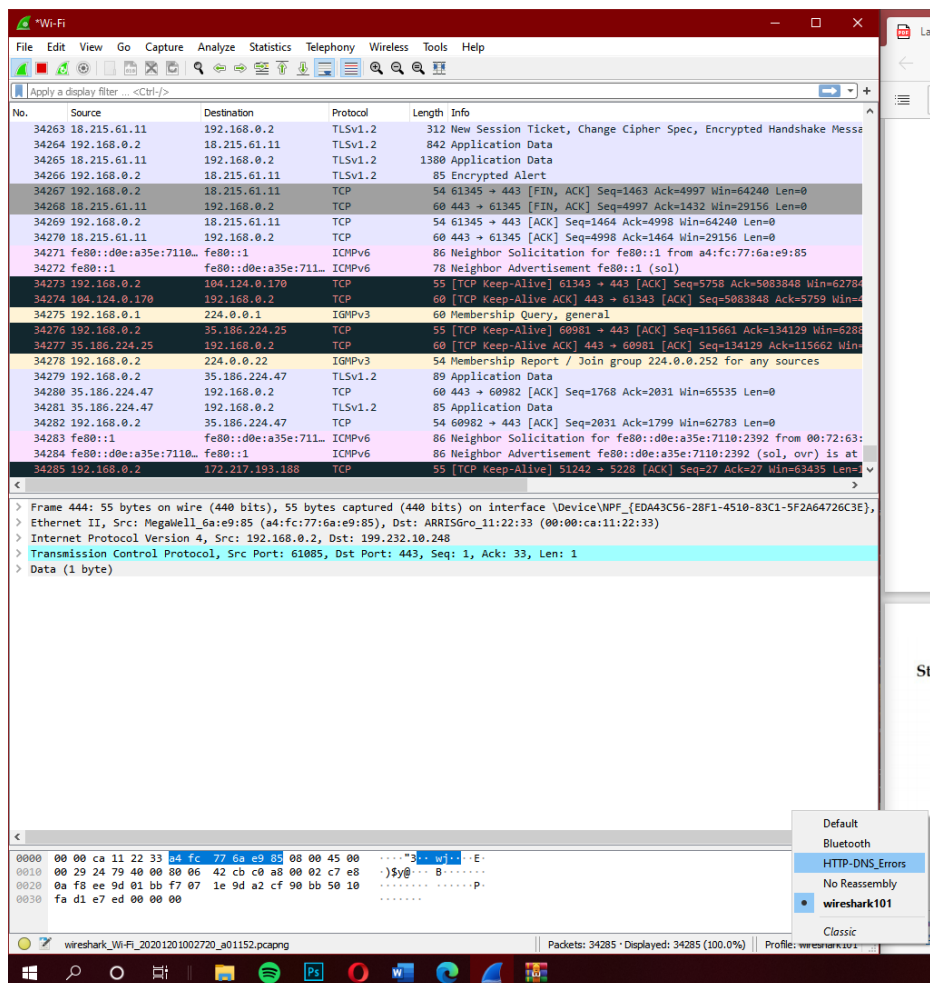 *Wi-Fi
File Edit View Go Capture Analyze Statistics Telephony Wireless Tools Help
Apply a display filter ... <Ctrl-/>
No. Source Destination Protocol Length Info
34263 18.215.61.11 192.168.0.2 TLSv1.2 312 New Session Ticket, Change Cipher Spec, Encrypted Handshake Messa
34264 192.168.0.2 18.215.61.11 TLSv1.2 842 Application Data
34265 18.215.61.11 192.168.0.2 TLSv1.2 1380 Application Data
34266 192.168.0.2 18.215.61.11 TLSv1.2 85 Encrypted Alert
34267 192.168.0.2 18.215.61.11 TCP 54 61345 → 443 [FIN, ACK] Seq=1463 Ack=4997 Win=64240 Len=0
34268 18.215.61.11 192.168.0.2 TCP 60 443 → 61345 [FIN, ACK] Seq=4997 Ack=1432 Win=29156 Len=0
34269 192.168.0.2 18.215.61.11 TCP 54 61345 → 443 [ACK] Seq=1464 Ack=4998 Win=64240 Len=0
34270 18.215.61.11 192.168.0.2 TCP 60 443 → 61345 [ACK] Seq=4998 Ack=1464 Win=29156 Len=0
34271 fe80::d0e:a35e:7110… fe80::1 ICMPv6 86 Neighbor Solicitation for fe80::1 from a4:fc:77:6a:e9:85
34272 fe80::1 fe80::d0e:a35e:711… ICMPv6 78 Neighbor Advertisement fe80::1 (sol)
34273 192.168.0.2 104.124.0.170 TCP 55 [TCP Keep-Alive] 61343 → 443 [ACK] Seq=5758 Ack=5083848 Win=62784
34274 104.124.0.170 192.168.0.2 TCP 60 [TCP Keep-Alive ACK] 443 → 61343 [ACK] Seq=5083848 Ack=5759 Win=4
34275 192.168.0.1 224.0.0.1 IGMPv3 60 Membership Query, general
34276 192.168.0.2 35.186.224.25 TCP 55 [TCP Keep-Alive] 60981 → 443 [ACK] Seq=115661 Ack=134129 Win=6288
34277 35.186.224.25 192.168.0.2 TCP 60 [TCP Keep-Alive ACK] 443 → 60981 [ACK] Seq=134129 Ack=115662 Win=
34278 192.168.0.2 224.0.0.22 IGMPv3 54 Membership Report / Join group 224.0.0.252 for any sources
34279 192.168.0.2 35.186.224.47 TLSv1.2 89 Application Data
34280 35.186.224.47 192.168.0.2 TCP 60 443 → 60982 [ACK] Seq=1768 Ack=2031 Win=65535 Len=0
34281 35.186.224.47 192.168.0.2 TLSv1.2 85 Application Data
34282 192.168.0.2 35.186.224.47 TCP 54 60982 → 443 [ACK] Seq=2031 Ack=1799 Win=62783 Len=0
34283 fe80::1 fe80::d0e:a35e:711… ICMPv6 86 Neighbor Solicitation for fe80::d0e:a35e:7110:2392 from 00:72:63:
34284 fe80::d0e:a35e:7110… fe80::1 ICMPv6 86 Neighbor Advertisement fe80::d0e:a35e:7110:2392 (sol, ovr) is at
34285 192.168.0.2 172.217.193.188 TCP 55 [TCP Keep-Alive] 51242 → 5228 [ACK] Seq=27 Ack=27 Win=63435 Len=1
Frame 444: 55 bytes on wire (440 bits), 55 bytes captured (440 bits) on interface \Device\NPF_{EDA43C56-28F1-4510-83C1-5F2A64726C3E},
Ethernet II, Src: MegaWell_6a:e9:85 (a4:fc:77:6a:e9:85), Dst: ARRISGro_11:22:33 (00:00:ca:11:22:33)
Internet Protocol Version 4, Src: 192.168.0.2, Dst: 199.232.10.248
Transmission Control Protocol, Src Port: 61085, Dst Port: 443, Seq: 1, Ack: 33, Len: 1
Data (1 byte)
0000 00 00 ca 11 22 33 a4 fc 77 6a e9 85 08 00 45 00 ····"3·· wj····E·
0010 00 29 24 79 40 00 80 06 42 cb c0 a8 00 02 c7 e8 ·)$y@··· B·······
0020 0a f8 ee 9d 01 bb f7 07 1e 9d a2 cf 90 bb 50 10 ········ ······P·
0030 fa d1 e7 ed 00 00 00 ·······
Default
Bluetooth
HTTP-DNS_Errors
No Reassembly
wireshark101
Classic
wireshark_Wi-Fi_20201201002720_a01152.pcapng Packets: 34285 · Displayed: 34285 (100.0%) Profile: wireshark101
PDF La
St
Ps
W